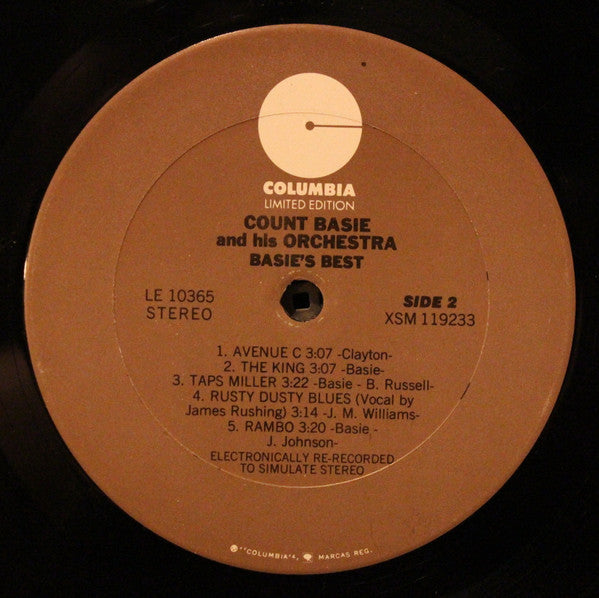 COLUMBIA
LIMITED EDITION
COUNT BASIE
and his ORCHESTRA
BASIE'S BEST
LE 10365
STEREO
SIDE 2
XSM 119233
1. AVENUE C 3:07 -Clayton-
2. THE KING 3:07 -Basie-
3. TAPS MILLER 3:22 -Basie - B. Russell-
4. RUSTY DUSTY BLUES (Vocal by
James Rushing) 3:14 -J. M. Williams-
5. RAMBO 3:20 -Basie -
J. Johnson-
ELECTRONICALLY RE-RECORDED
TO SIMULATE STEREO
℗ "COLUMBIA", MARCAS REG.